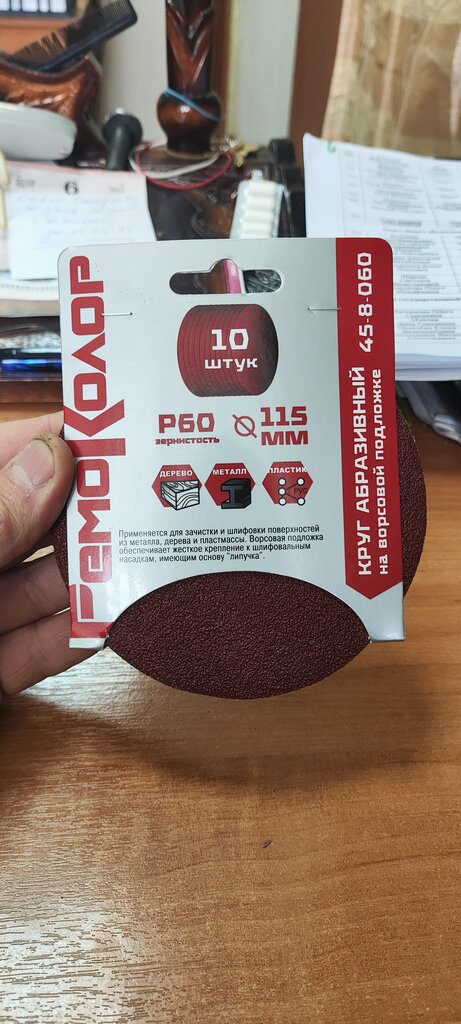 6
РемоКолор
10
штук
P60
зернистость
115
мм
ДЕРЕВО
МЕТАЛЛ
ПЛАСТИК
PVC
Применяется для зачистки и шлифовки поверхностей
из металла, дерева и пластмассы. Ворсовая подложка
обеспечивает жесткое крепление к шлифовальным
насадкам, имеющим основу "липучка".
КРУГ АБРАЗИВНЫЙ 45-8-060
на ворсовой подложке